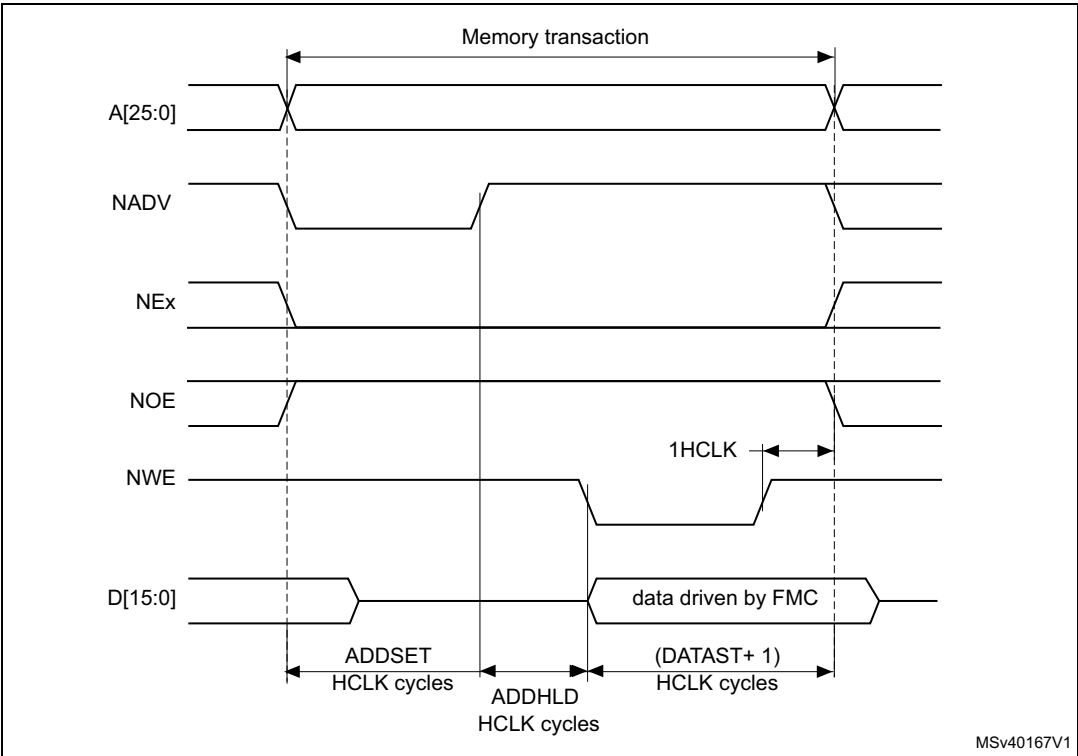 Memory transaction
A[25:0]
NADV
NEx
NOE
1HCLK
NWE
D[15:0]
data driven by FMC
ADDSET
HCLK cycles
(DATAST+ 1)
HCLK cycles
ADDHLD
HCLK cycles
MSv40167V1